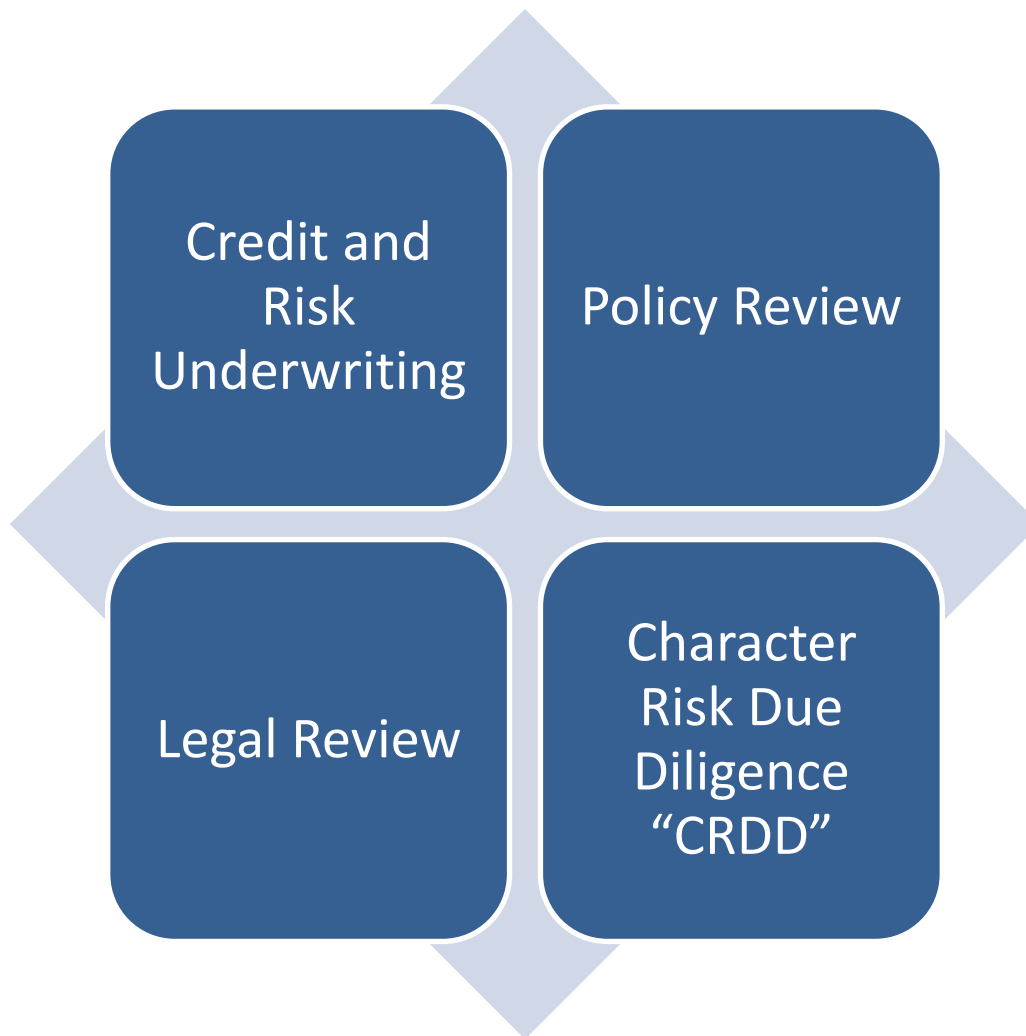 Credit and
Risk
Underwriting
Policy Review
Legal Review
Character
Risk Due
Diligence
“CRDD”